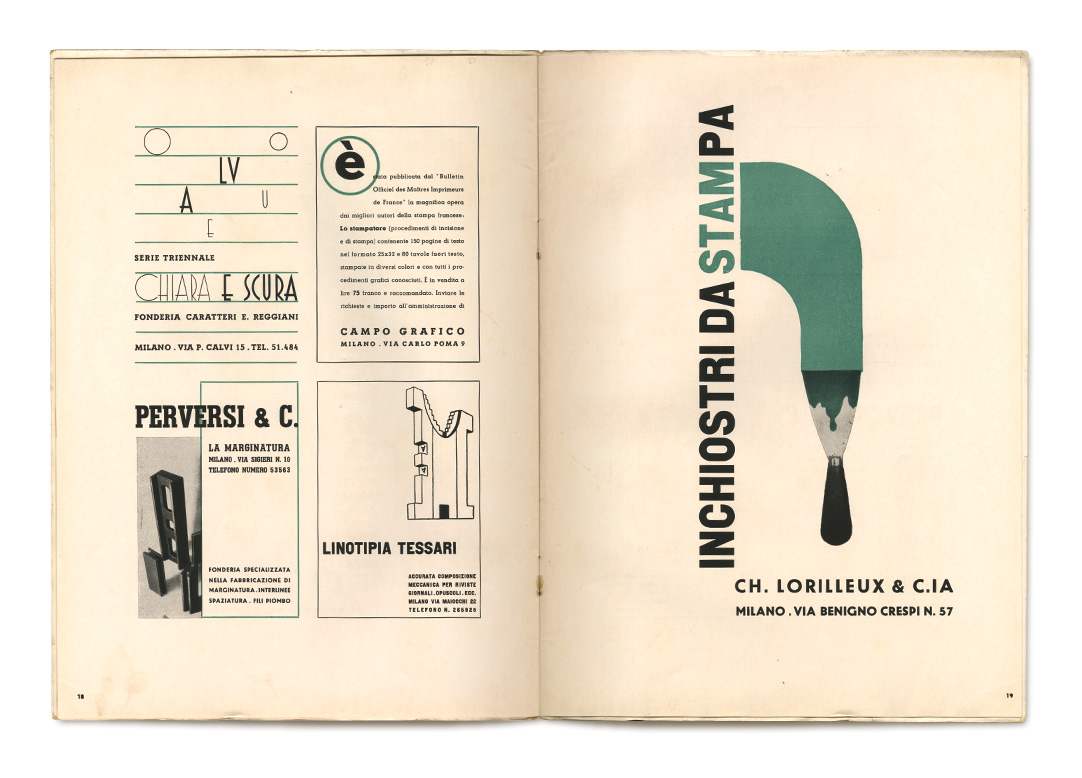 O O
LV
A U
E
SERIE TRIENNALE
CHIARA E SCURA
FONDERIA CARATTERI E. REGGIANI
MILANO . VIA P. CALVI 15 . TEL. 51.484
è stata pubblicata dal "Bulletin
Officiel des Maîtres Imprimeurs
de France" la magnifica opera
dai migliori autori della stampa francese:
Lo stampatore (procedimenti di incisione
e di stampa) contenente 150 pagine di testo
nel formato 25x32 e 80 tavole fuori testo,
stampate in diversi colori e con tutti i pro-
cedimenti grafici conosciuti. È in vendita a
lire 75 franco e raccomandato. Inviare le
richieste e importo all'amministrazione di
CAMPO GRAFICO
MILANO . VIA CARLO POMA 9
PERVERSI & C.
LA MARGINATURA
MILANO . VIA SIGIERI N. 10
TELEFONO NUMERO 53563
FONDERIA SPECIALIZZATA
NELLA FABBRICAZIONE DI
MARGINATURA . INTERLINEE
SPAZIATURA . FILI PIOMBO
LINOTIPIA TESSARI
ACCURATA COMPOSIZIONE
MECCANICA PER RIVISTE
GIORNALI . OPUSCOLI . ECC.
MILANO VIA MAIOCCHI 22
TELEFONO N. 265925
18
INCHIOSTRI DA STAMPA
CH. LORILLEUX & C.IA
MILANO . VIA BENIGNO CRESPI N. 57
19